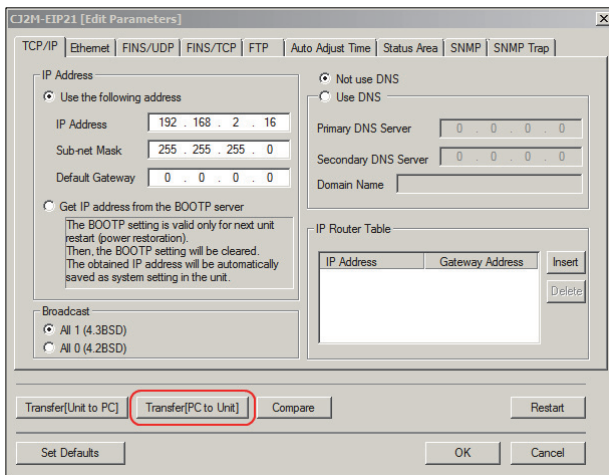 CJ2M-EIP21 [Edit Parameters]
TCP/IP Ethernet FINS/UDP FINS/TCP FTP Auto Adjust Time Status Area SNMP SNMP Trap
IP Address
Use the following address
IP Address 192 . 168 . 2 . 16
Sub-net Mask 255 . 255 . 255 . 0
Default Gateway 0 . 0 . 0 . 0
Get IP address from the BOOTP server
The BOOTP setting is valid only for next unit
restart (power restoration).
Then, the BOOTP setting will be cleared.
The obtained IP address will be automatically
saved as system setting in the unit.
Broadcast
All 1 (4.3BSD)
All 0 (4.2BSD)
Not use DNS
Use DNS
Primary DNS Server 0 . 0 . 0 . 0
Secondary DNS Server 0 . 0 . 0 . 0
Domain Name
IP Router Table
IP Address Gateway Address
Insert
Delete
Transfer[Unit to PC] Transfer[PC to Unit] Compare Restart
Set Defaults OK Cancel